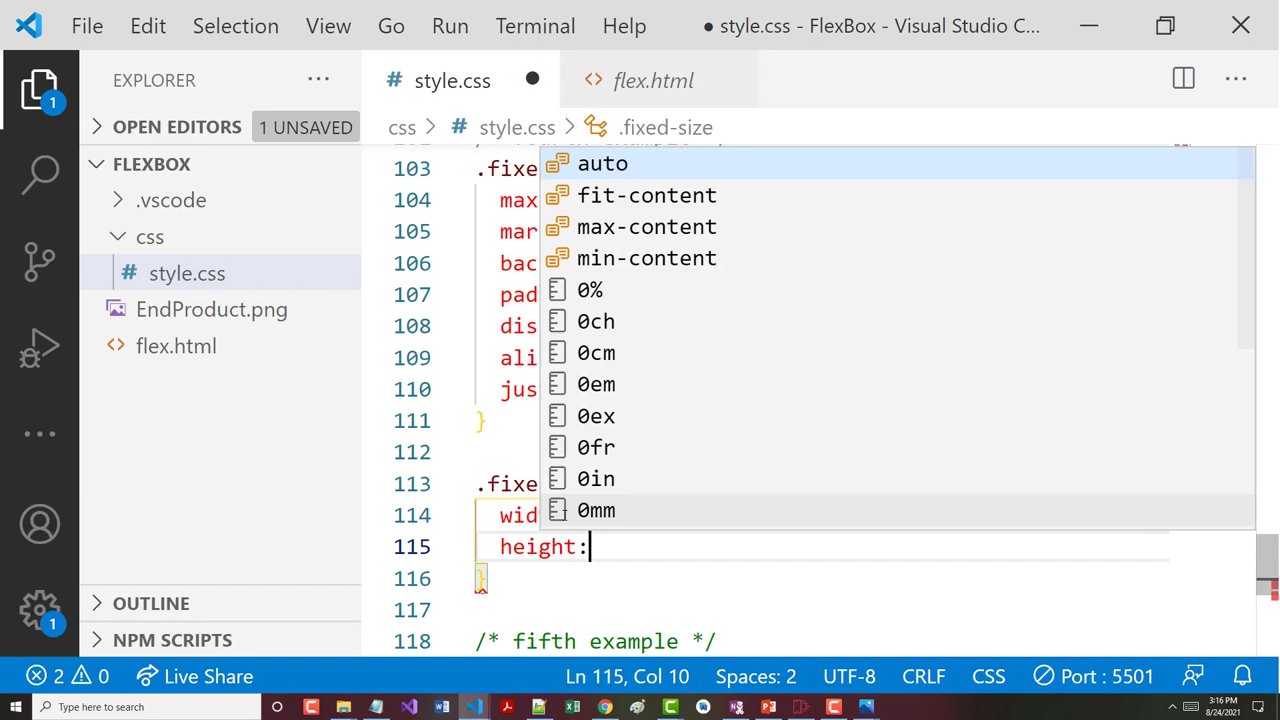 File Edit Selection View Go Run Terminal Help ● style.css - FlexBox - Visual Studio C...
EXPLORER ...
# style.css ●
<> flex.html
OPEN EDITORS 1 UNSAVED
css > # style.css > .fixed-size
FLEXBOX
.vscode
css
# style.css
EndProduct.png
<> flex.html
OUTLINE
NPM SCRIPTS
1
1
103 .fixe
104 max
105 mar
106 bac
107 pad
108 dis
109 ali
110 jus
111 }
112
113 .fixe
114 wid
115 height:
116 }
117
118 /* fifth example */
auto
fit-content
max-content
min-content
0%
0ch
0cm
0em
0ex
0fr
0in
0mm
2 0 Live Share Ln 115, Col 10 Spaces: 2 UTF-8 CRLF CSS Port : 5501
Type here to search
3:16 PM
8/24/2021